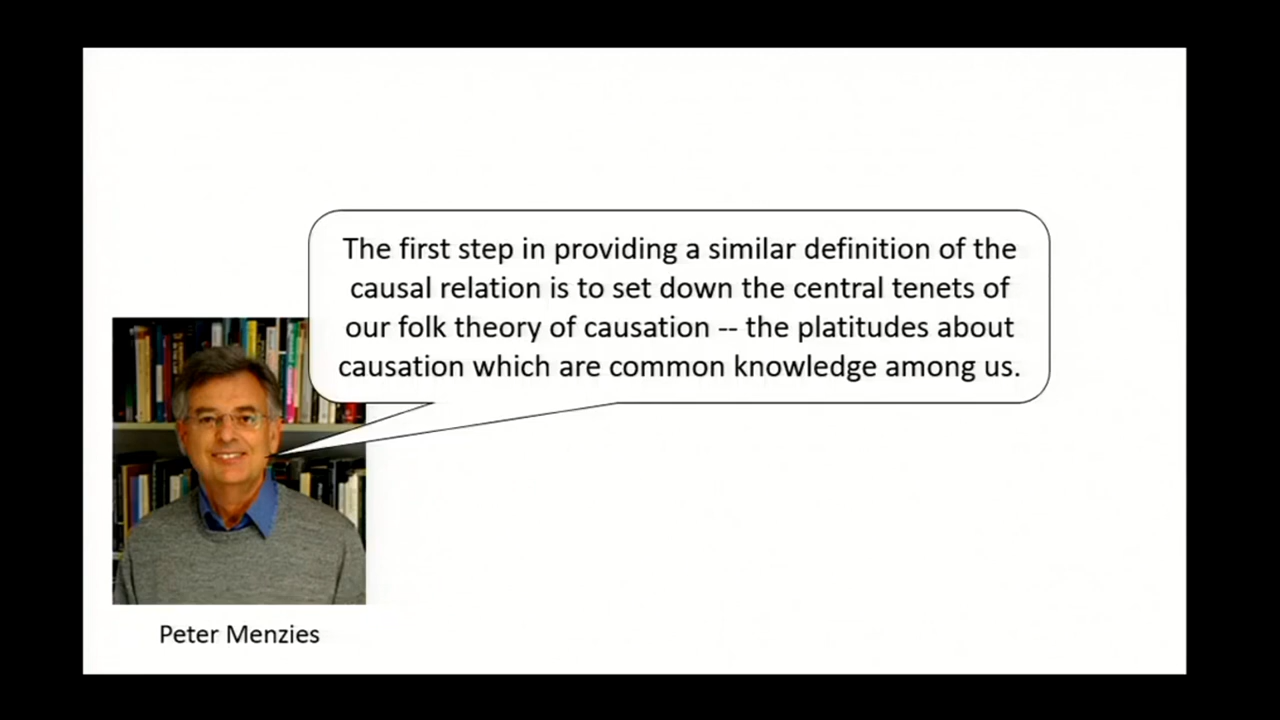 The first step in providing a similar definition of the
causal relation is to set down the central tenets of
our folk theory of causation -- the platitudes about
causation which are common knowledge among us.
Peter Menzies